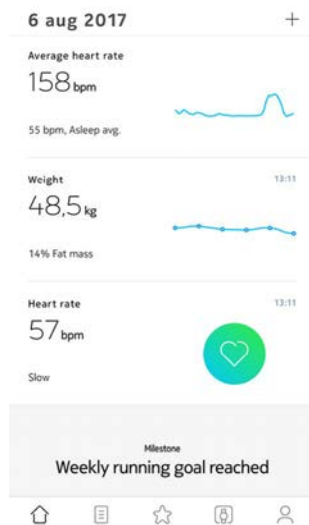 6 aug 2017
Average heart rate
158 bpm
55 bpm, Asleep avg.
Weight 13:11
48,5 kg
14% Fat mass
Heart rate 13:11
57 bpm
Slow
Milestone
Weekly running goal reached